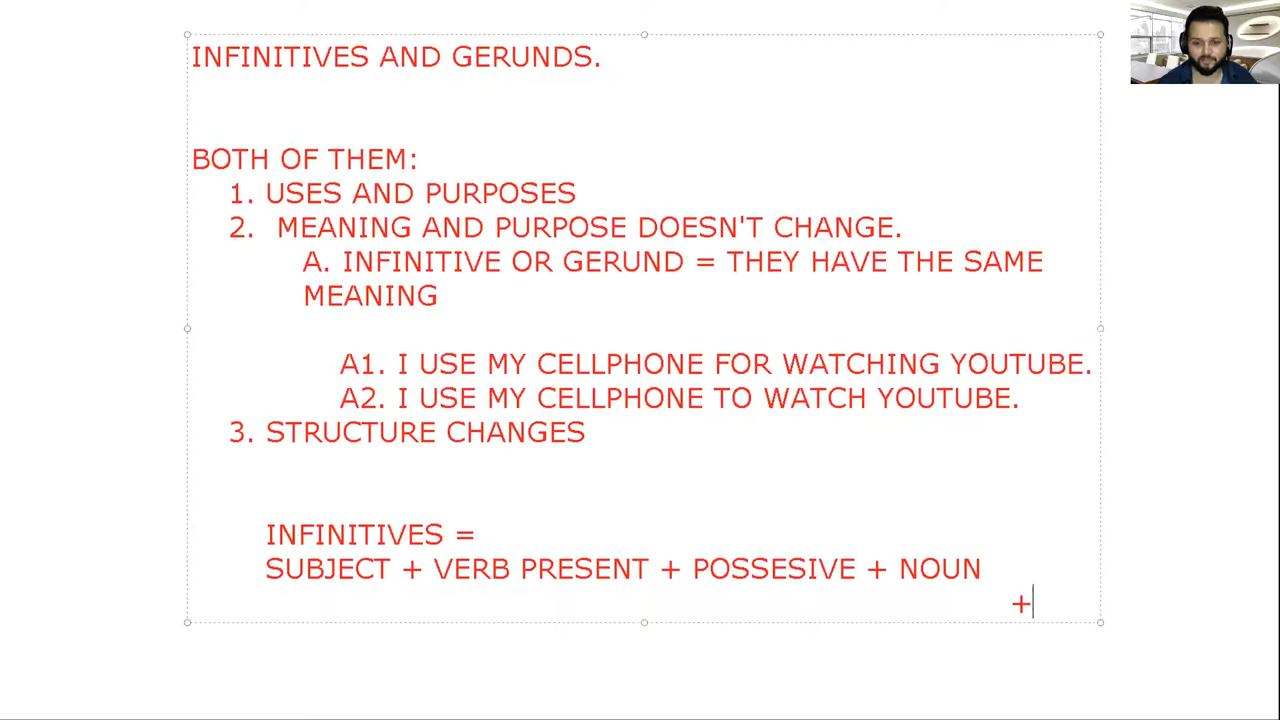 INFINITIVES AND GERUNDS.
BOTH OF THEM:
1. USES AND PURPOSES
2. MEANING AND PURPOSE DOESN'T CHANGE.
A. INFINITIVE OR GERUND = THEY HAVE THE SAME
MEANING
A1. I USE MY CELLPHONE FOR WATCHING YOUTUBE.
A2. I USE MY CELLPHONE TO WATCH YOUTUBE.
3. STRUCTURE CHANGES
INFINITIVES =
SUBJECT + VERB PRESENT + POSSESIVE + NOUN
+